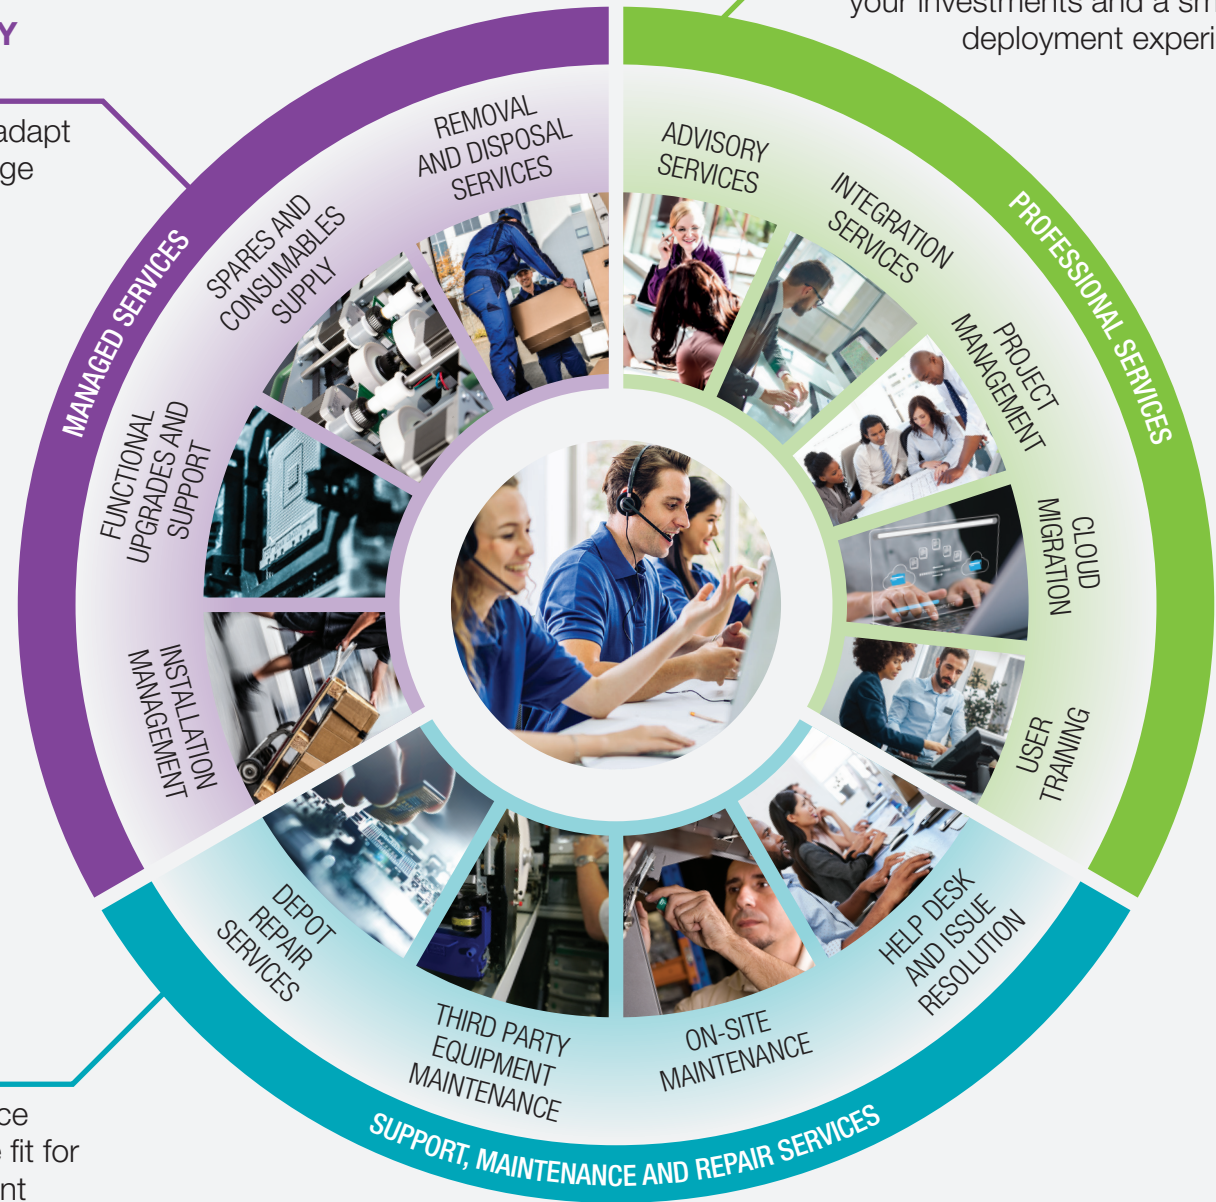 Y
your investments and a sm
deployment experi
adapt
ge
MANAGED SERVICES
REMOVAL
AND DISPOSAL
SERVICES
SPARES AND
CONSUMABLES
SUPPLY
FUNCTIONAL
UPGRADES AND
SUPPORT
INSTALLATION
MANAGEMENT
PROFESSIONAL SERVICES
ADVISORY
SERVICES
INTEGRATION
SERVICES
PROJECT
MANAGEMENT
CLOUD
MIGRATION
USER
TRAINING
HELP DESK
AND ISSUE
RESOLUTION
ON-SITE
MAINTENANCE
THIRD PARTY
EQUIPMENT
MAINTENANCE
DEPOT
REPAIR
SERVICES
SUPPORT, MAINTENANCE AND REPAIR SERVICES
ce
fit for
nt